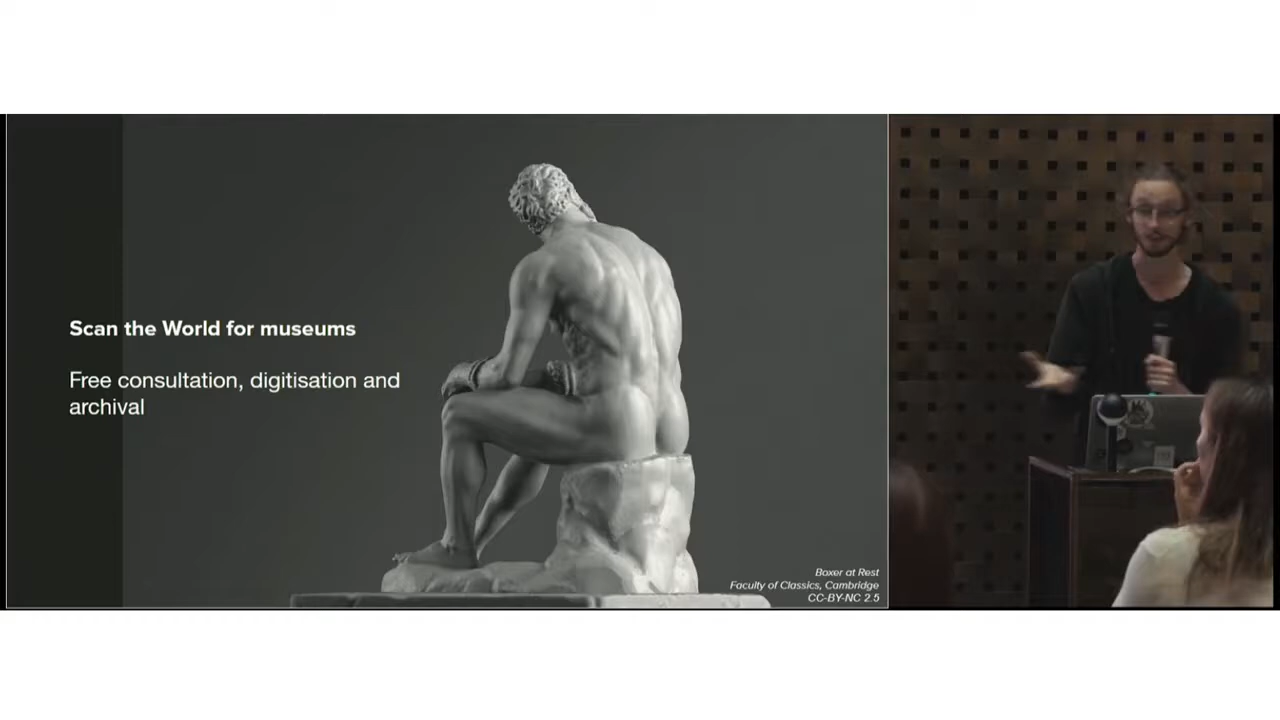 Scan the World for museums
Free consultation, digitisation and
archival
Boxer at Rest
Faculty of Classics, Cambridge
CC-BY-NC 2.5